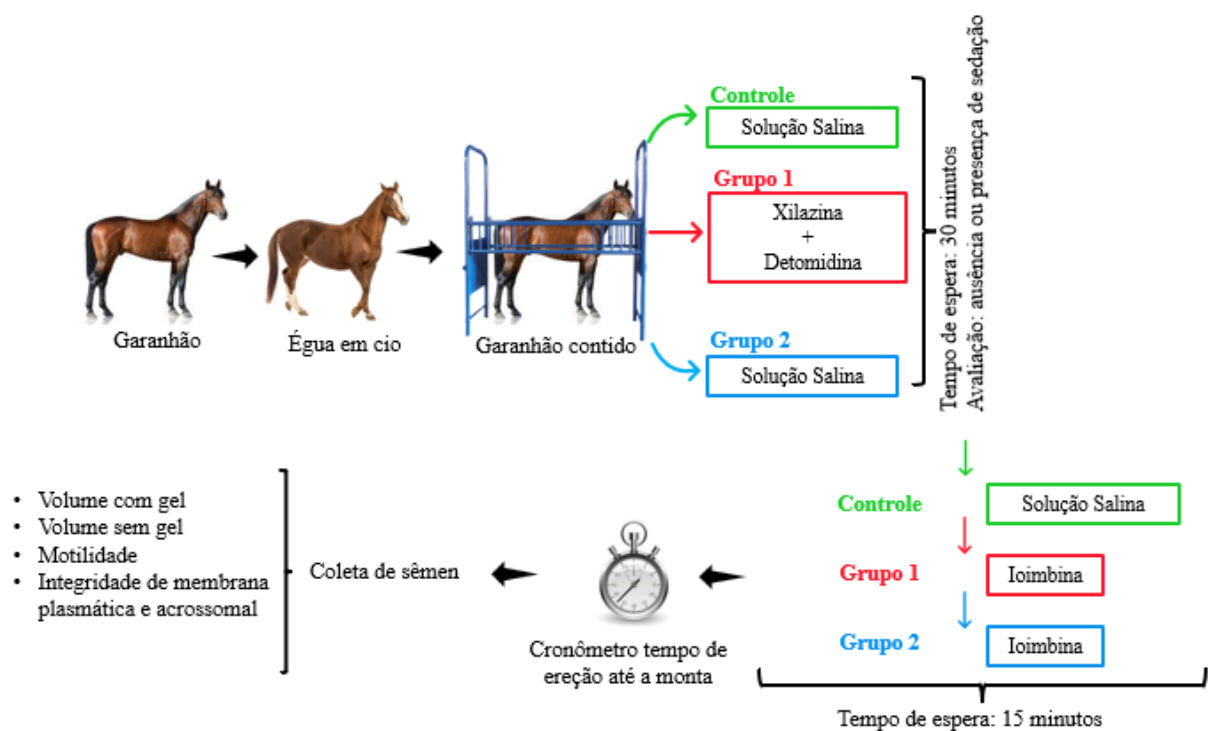 Garanhão
Égua em cio
Garanhão contido
Controle
Solução Salina
Grupo 1
Xilazina
+
Detomidina
Grupo 2
Solução Salina
Tempo de espera: 30 minutos
Avaliação: ausência ou presença de sedação
Controle
Solução Salina
Grupo 1
Ioimbina
Grupo 2
Ioimbina
Tempo de espera: 15 minutos
Cronômetro tempo de
ereção até a monta
Coleta de sêmen
• Volume com gel
• Volume sem gel
• Motilidade
• Integridade de membrana
plasmática e acrossomal